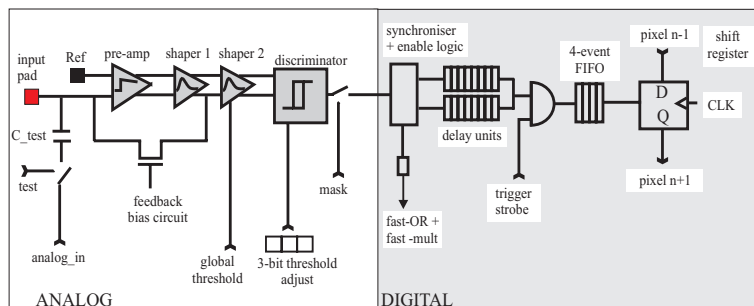 input
pad
Ref
pre-amp
shaper 1
shaper 2
discriminator
C_test
test
analog_in
feedback
bias circuit
global
threshold
3-bit threshold
adjust
mask
ANALOG
synchroniser
+ enable logic
delay units
fast-OR +
fast -mult
trigger
strobe
4-event
FIFO
pixel n-1
shift
register
D
Q
CLK
pixel n+1
DIGITAL